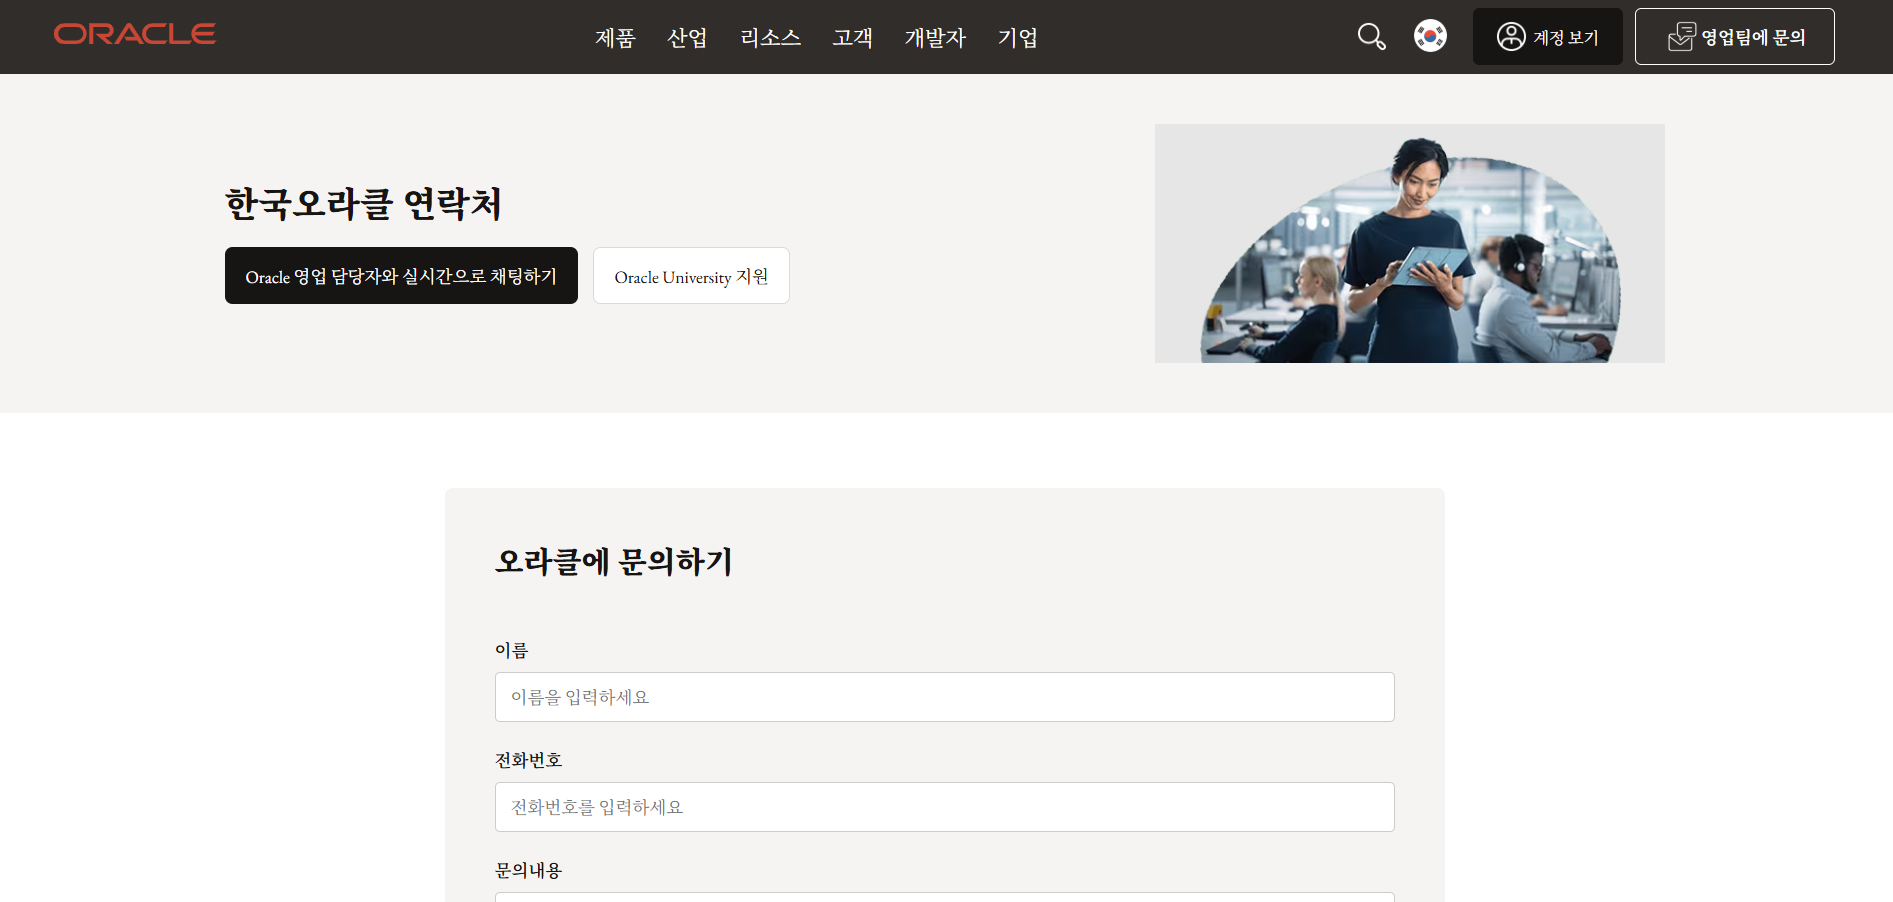 ORACLE
제품 산업 리소스 고객 개발자 기업
계정 보기
영업팀에 문의
한국오라클 연락처
Oracle 영업 담당자와 실시간으로 채팅하기
Oracle University 지원
오라클에 문의하기
이름
이름을 입력하세요
전화번호
전화번호를 입력하세요
문의내용